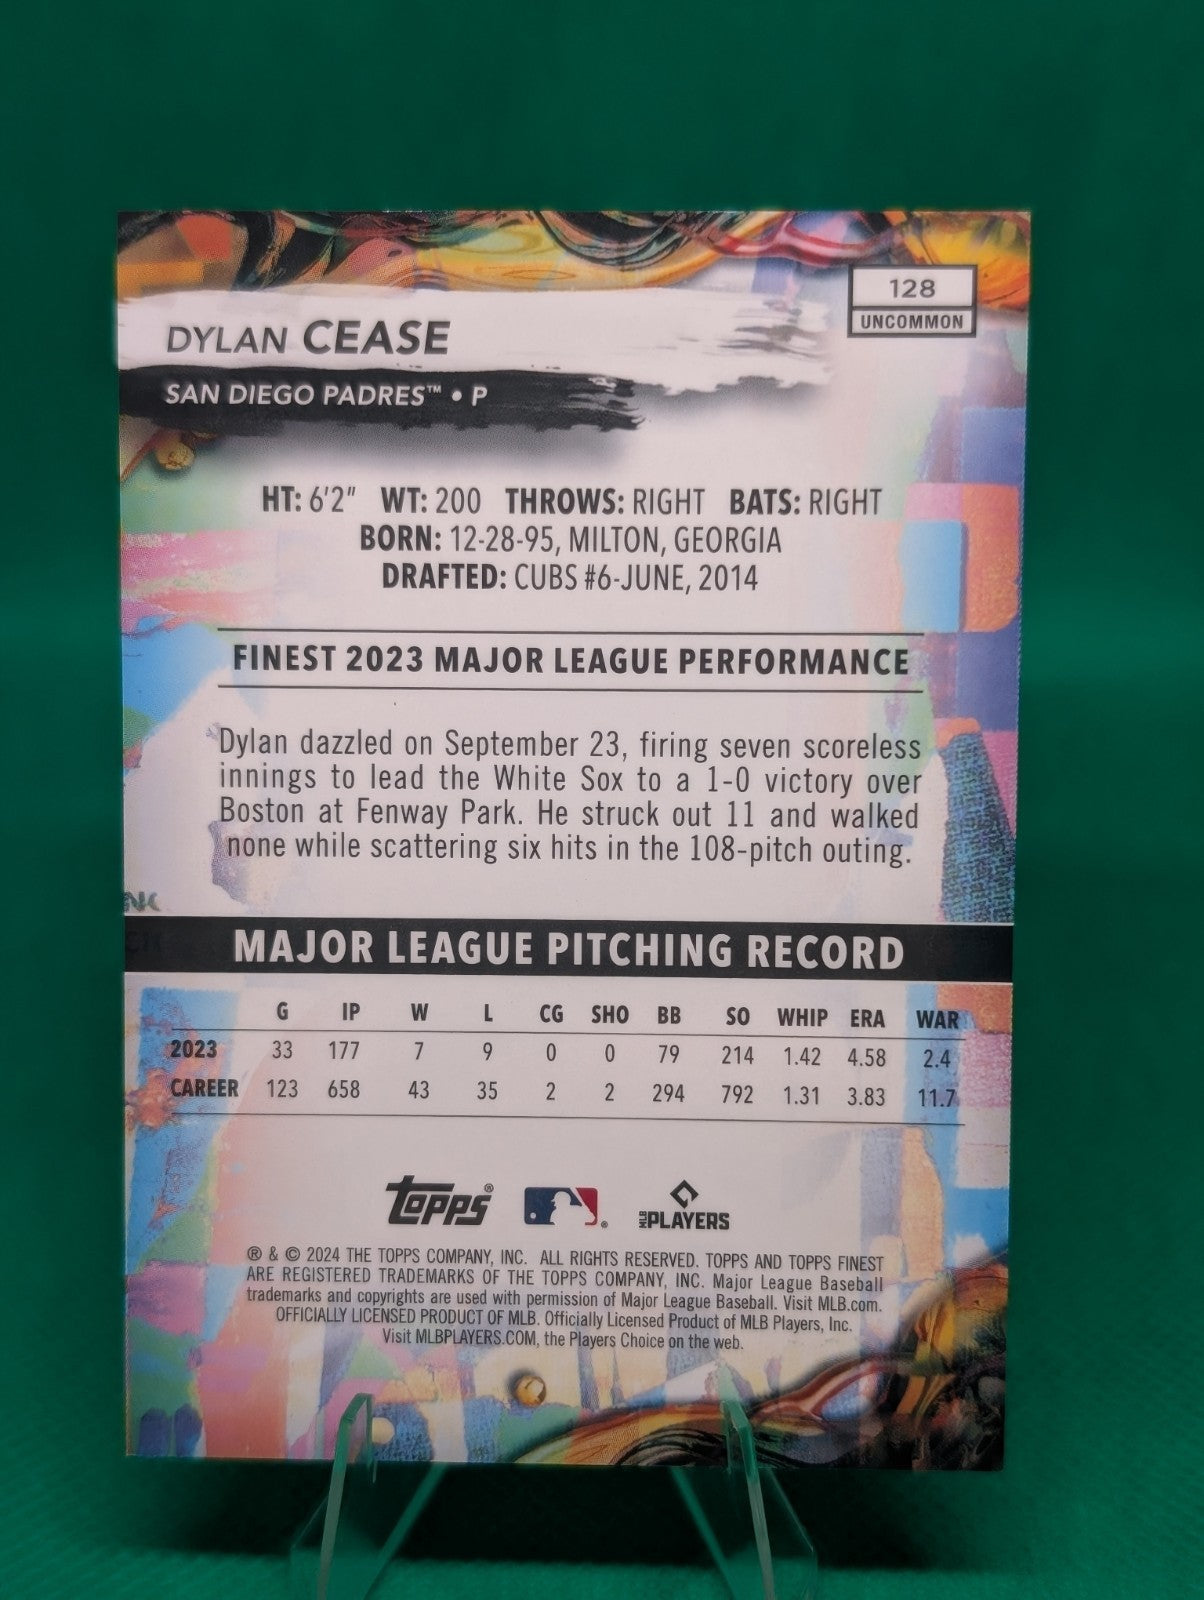 128
UNCOMMON
DYLAN CEASE
SAN DIEGO PADRES™ • P
HT: 6'2" WT: 200 THROWS: RIGHT BATS: RIGHT
BORN: 12-28-95, MILTON, GEORGIA
DRAFTED: CUBS #6-JUNE, 2014
FINEST 2023 MAJOR LEAGUE PERFORMANCE
Dylan dazzled on September 23, firing seven scoreless
innings to lead the White Sox to a 1-0 victory over
Boston at Fenway Park. He struck out 11 and walked
none while scattering six hits in the 108-pitch outing.
MAJOR LEAGUE PITCHING RECORD
G IP W L CG SHO BB SO WHIP ERA WAR
2023 33 177 7 9 0 0 79 214 1.42 4.58 2.4
CAREER 123 658 43 35 2 2 294 792 1.31 3.83 11.7
TOPPS® ® MLB PLAYERS
® & © 2024 THE TOPPS COMPANY, INC. ALL RIGHTS RESERVED. TOPPS AND TOPPS FINEST
ARE REGISTERED TRADEMARKS OF THE TOPPS COMPANY, INC. Major League Baseball
trademarks and copyrights are used with permission of Major League Baseball. Visit MLB.com.
OFFICIALLY LICENSED PRODUCT OF MLB. Officially Licensed Product of MLB Players, Inc.
Visit MLBPLAYERS.COM, the Players Choice on the web.